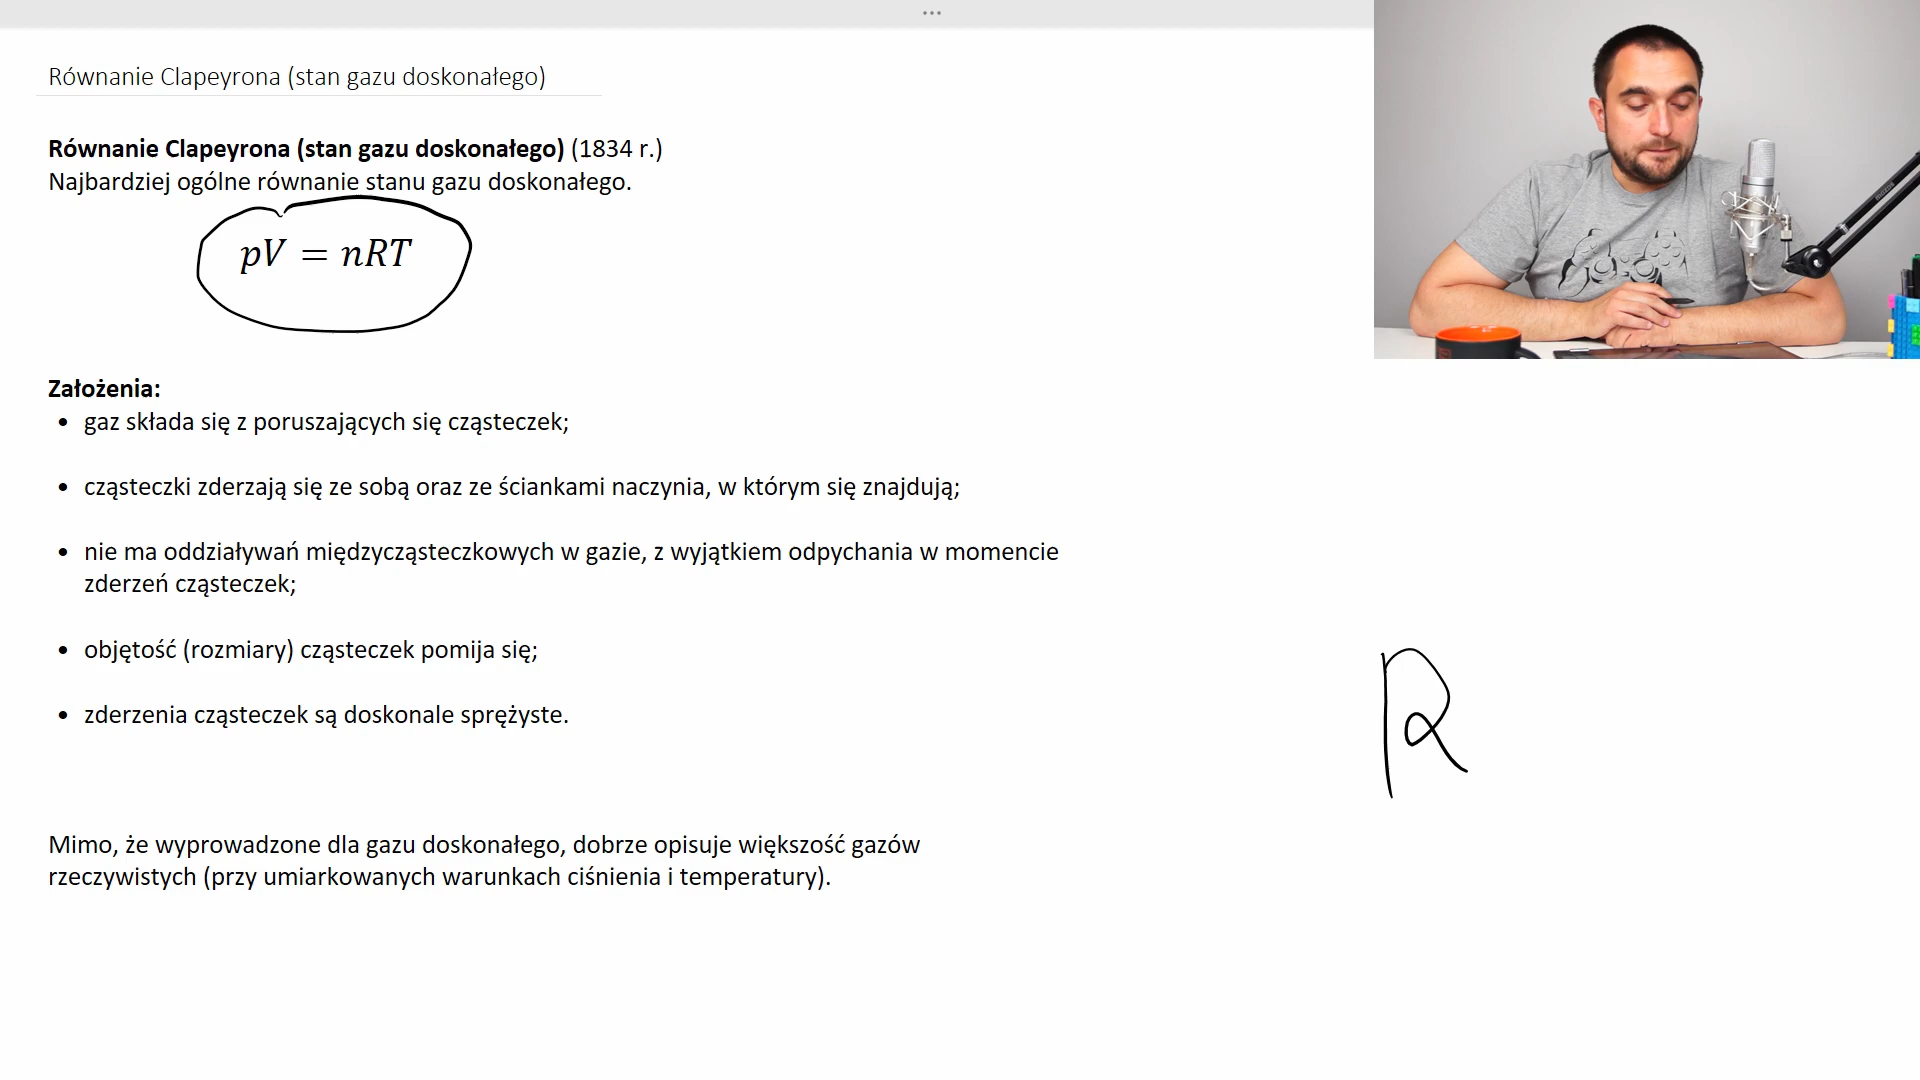 Równanie Clapeyrona (stan gazu doskonałego)
Równanie Clapeyrona (stan gazu doskonałego) (1834 r.)
Najbardziej ogólne równanie stanu gazu doskonałego.
pV = nRT
Założenia:
• gaz składa się z poruszających się cząsteczek;
• cząsteczki zderzają się ze sobą oraz ze ściankami naczynia, w którym się znajdują;
• nie ma oddziaływań międzycząsteczkowych w gazie, z wyjątkiem odpychania w momencie
zderzeń cząsteczek;
• objętość (rozmiary) cząsteczek pomija się;
• zderzenia cząsteczek są doskonale sprężyste.
R
Mimo, że wyprowadzone dla gazu doskonałego, dobrze opisuje większość gazów
rzeczywistych (przy umiarkowanych warunkach ciśnienia i temperatury).